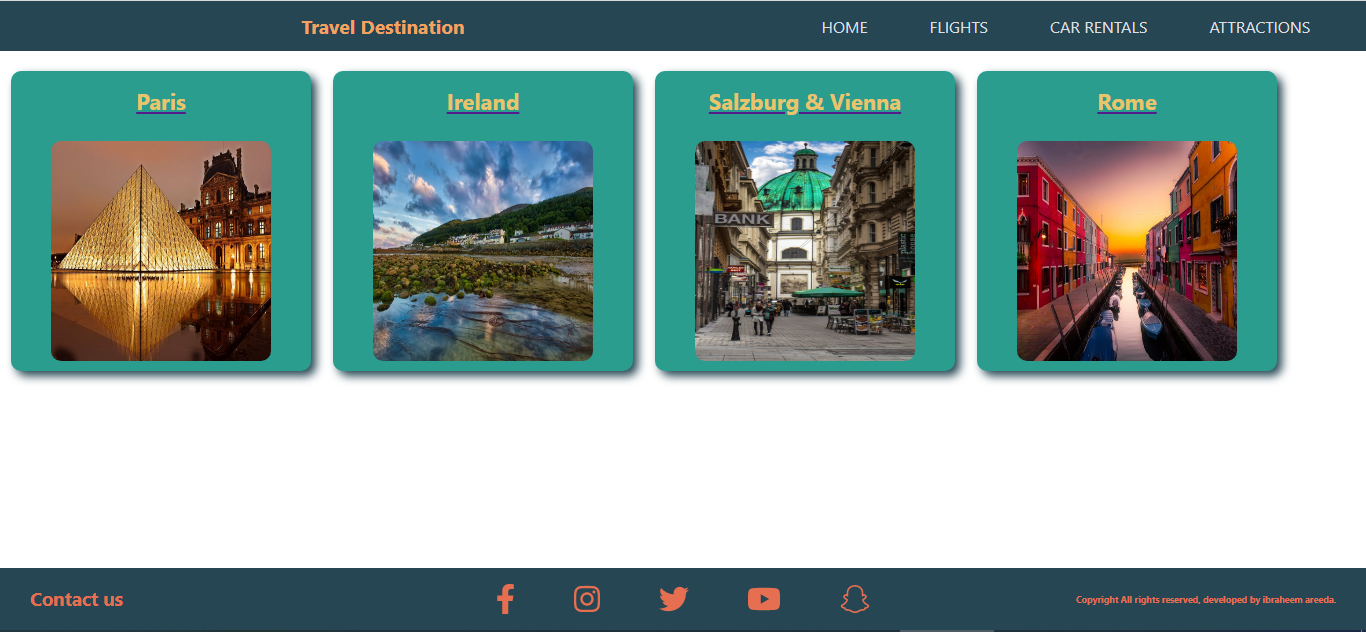 Travel Destination
HOME
FLIGHTS
CAR RENTALS
ATTRACTIONS
Paris
Ireland
Salzburg & Vienna
Rome
BANK
Contact us
Copyright All rights reserved, developed by ibraheem areeda.